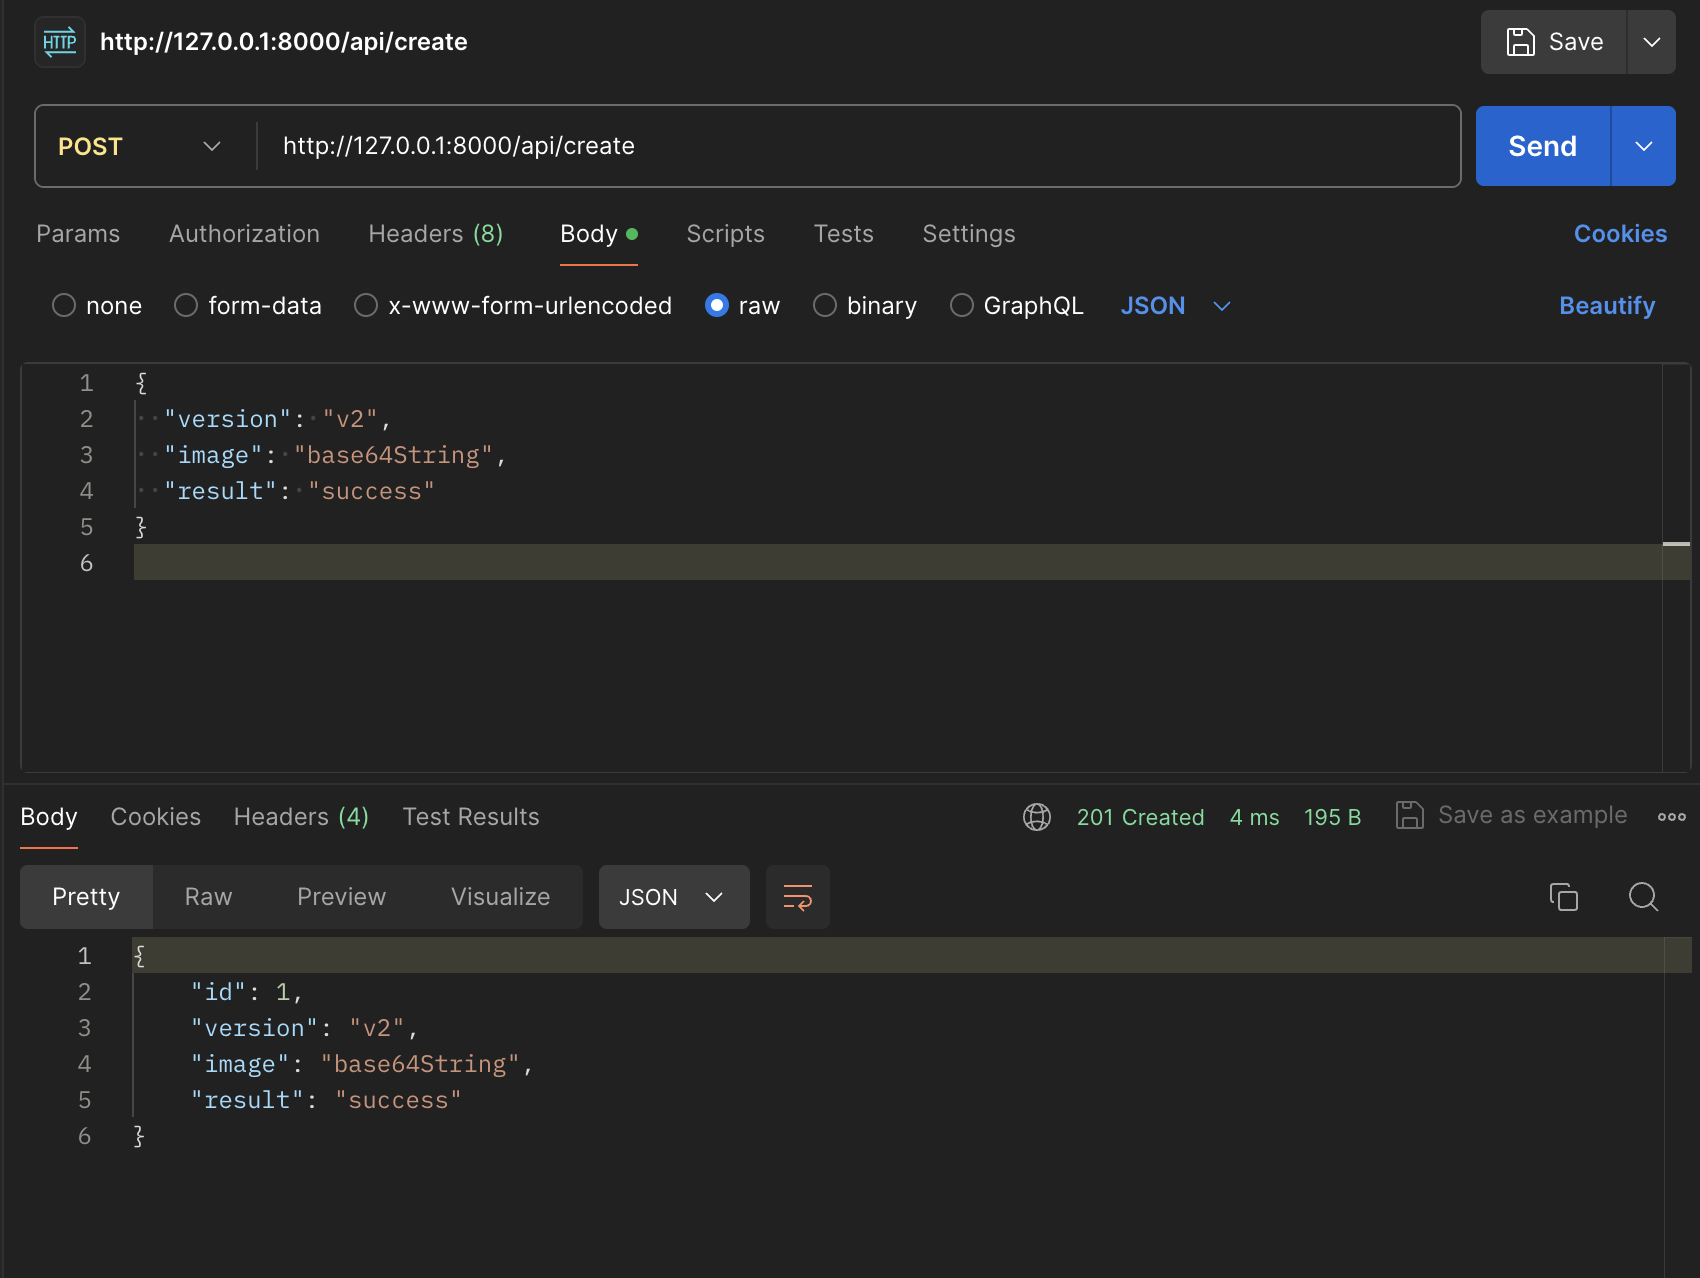 HTTP http://127.0.0.1:8000/api/create Save
POST http://127.0.0.1:8000/api/create Send
Params Authorization Headers (8) Body Scripts Tests Settings Cookies
none form-data x-www-form-urlencoded raw binary GraphQL JSON Beautify
1 {
2 "version": "v2",
3 "image": "base64String",
4 "result": "success"
5 }
6
Body Cookies Headers (4) Test Results 201 Created 4 ms 195 B Save as example
Pretty Raw Preview Visualize JSON
1 {
2 "id": 1,
3 "version": "v2",
4 "image": "base64String",
5 "result": "success"
6 }